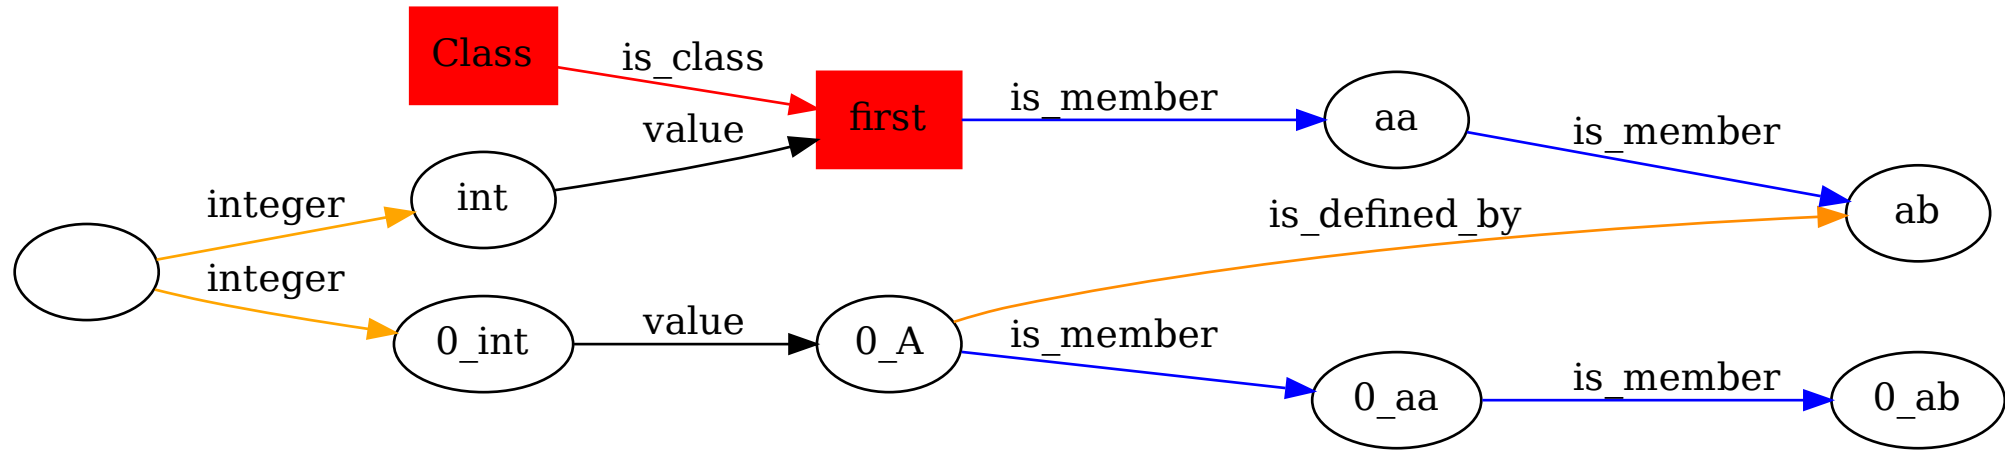 Class
is_class
first
is_member
aa
is_member
value
integer
int
ab
is_defined_by
integer
0_int
value
0_A
is_member
0_aa
is_member
0_ab